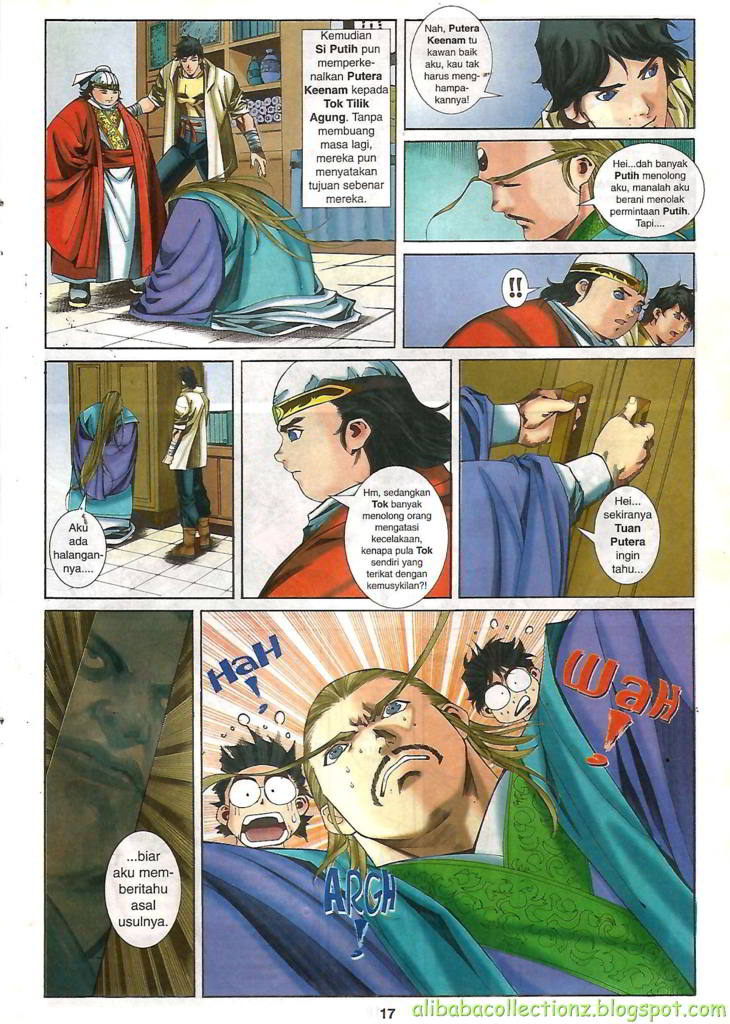 Kemudian
Si Putih pun
memperke-
nalkan Putera
Keenam kepada
Tok Tilik
Agung. Tanpa
membuang
masa lagi,
mereka pun
menyatakan
tujuan sebenar
mereka.
Nah, Putera
Keenam tu
kawan baik
aku, kau tak
harus meng-
hampa-
kannya!
Hei...dah banyak
Putih menolong
aku, manalah aku
berani menolak
permintaan Putih.
Tapi....
!!
Aku
ada
halangan-
nya....
Hm, sedangkan
Tok banyak
menolong orang
mengatasi
kecelakaan,
kenapa pula Tok
sendiri yang
terikat dengan
kemusykilan?!
Hei...
sekiranya
Tuan
Putera
ingin
tahu...
...biar
aku mem-
beritahu
asal
usulnya.
HaH!
WaH!
ARGH!
17
alibabacollectionz.blogspot.com